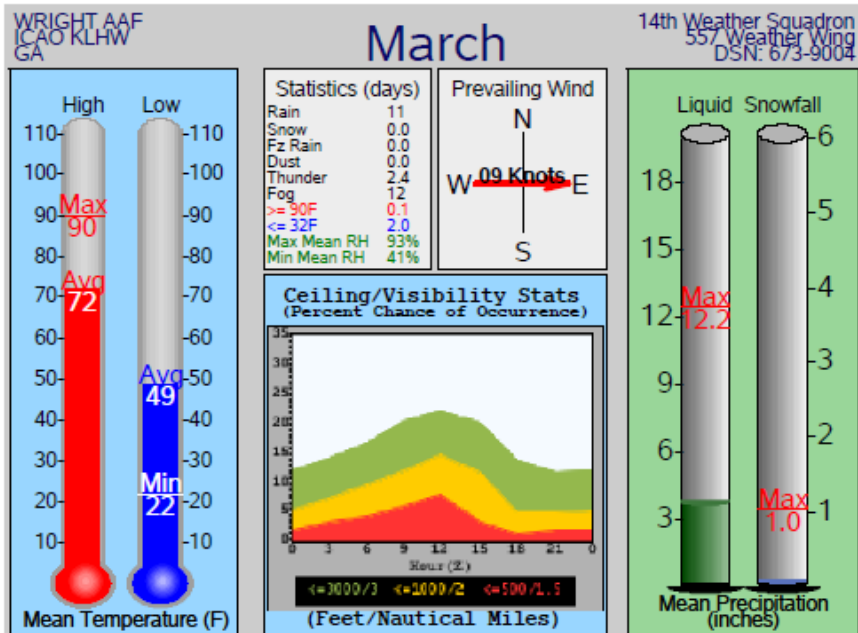 WRIGHT AAF
ICAO KLHW
GA
March
14th Weather Squadron
557 Weather Wing
DSN: 673-9004
High Low
110 110
100 100
90 90
80 80
70 70
60 60
50 50
40 40
30 30
20 20
10 10
Max
90
Avg
72
Avg
49
Min
22
Mean Temperature (F)
Statistics (days)
Rain 11
Snow 0.0
Fz Rain 0.0
Dust 0.0
Thunder 2.4
Fog 12
>= 90F 0.1
<= 32F 2.0
Max Mean RH 93%
Min Mean RH 41%
Prevailing Wind
N
W 09 Knots E
S
Ceiling/Visibility Stats
(Percent Chance of Occurrence)
35
30
25
20
15
10
5
0
0 3 6 9 12 15 18 21 0
Hour (Z)
<=3000/3 <=1000/2 <=500/1.5
(Feet/Nautical Miles)
Liquid Snowfall
18
15
12
9
6
3
6
5
4
3
2
1
Max
12.2
Max
1.0
Mean Precipitation
(inches)